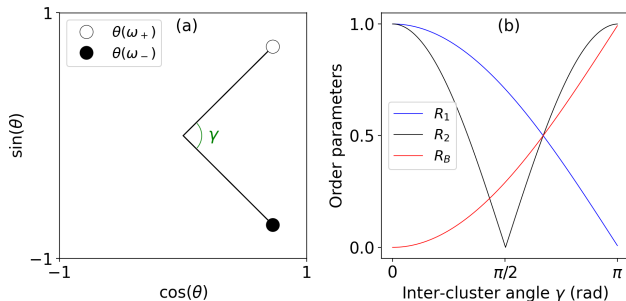 (a)
1
θ(ω₊)
θ(ω₋)
γ
sin(θ)
−1
−1
1
cos(θ)
(b)
1.0
R₁
R₂
R_B
0.5
0.0
Order parameters
0
π/2
π
Inter-cluster angle γ (rad)